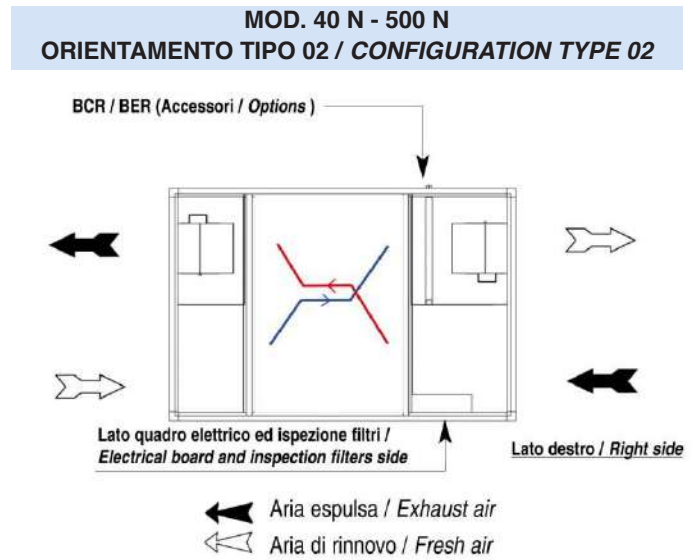 MOD. 40 N - 500 N
ORIENTAMENTO TIPO 02 / CONFIGURATION TYPE 02
BCR / BER (Accessori / Options )
Lato quadro elettrico ed ispezione filtri /
Electrical board and inspection filters side
Lato destro / Right side
Aria espulsa / Exhaust air
Aria di rinnovo / Fresh air